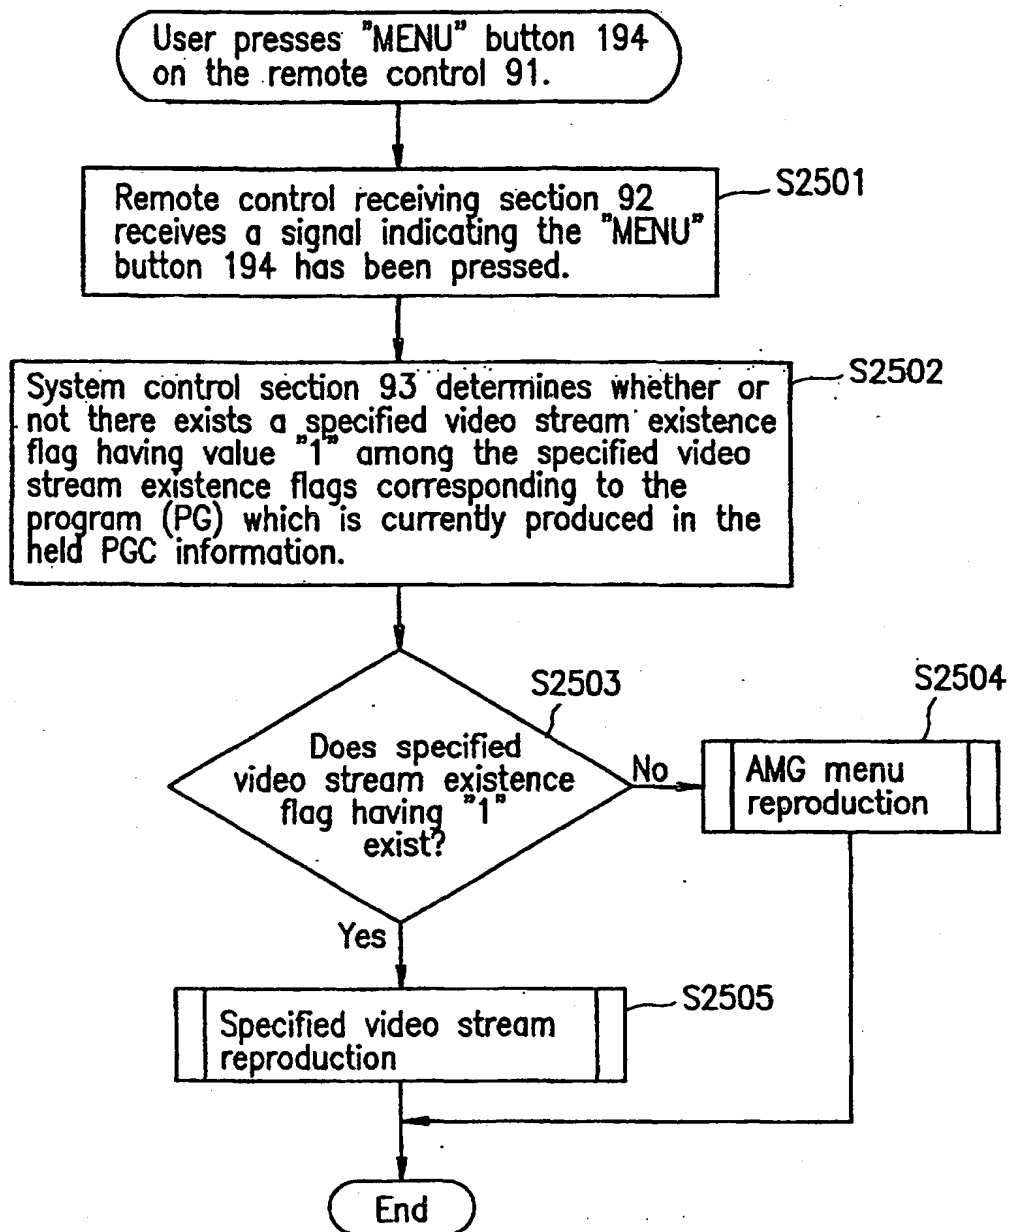 User presses "MENU" button 194
on the remote control 91.
Remote control receiving section 92
receives a signal indicating the "MENU"
button 194 has been pressed.
S2501
System control section 93 determines whether or
not there exists a specified video stream existence
flag having value "1" among the specified video
stream existence flags corresponding to the
program (PG) which is currently produced in the
held PGC information.
S2502
S2503
Does specified
video stream existence
flag having "1"
exist?
No
S2504
AMG menu
reproduction
Yes
S2505
Specified video stream
reproduction
End